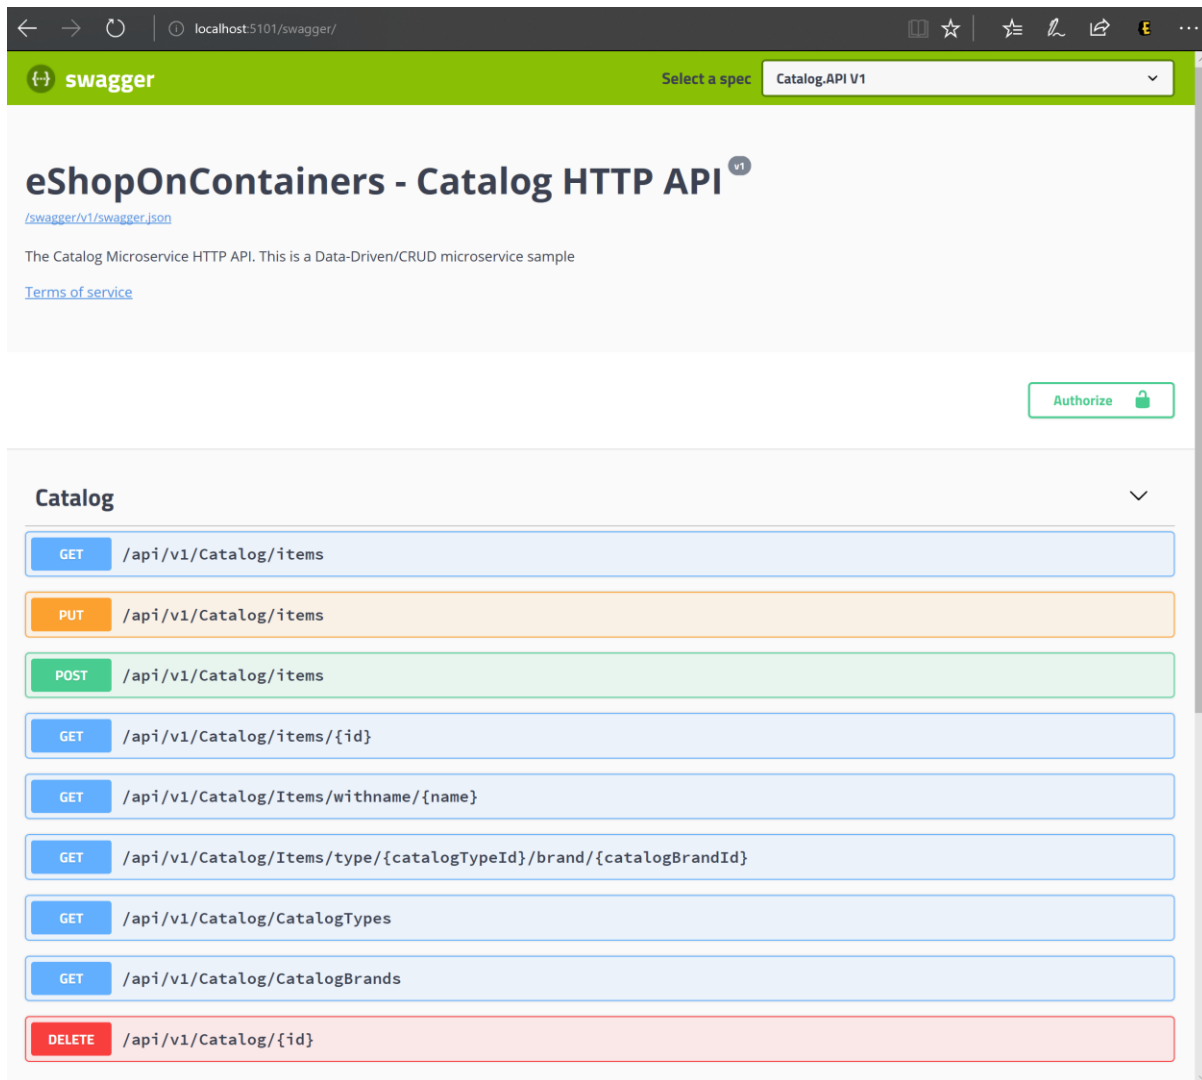 localhost:5101/swagger/
swagger
Select a spec
Catalog.API V1
eShopOnContainers - Catalog HTTP API v1
/swagger/v1/swagger.json
The Catalog Microservice HTTP API. This is a Data-Driven/CRUD microservice sample
Terms of service
Authorize
Catalog
GET /api/v1/Catalog/items
PUT /api/v1/Catalog/items
POST /api/v1/Catalog/items
GET /api/v1/Catalog/items/{id}
GET /api/v1/Catalog/Items/withname/{name}
GET /api/v1/Catalog/Items/type/{catalogTypeId}/brand/{catalogBrandId}
GET /api/v1/Catalog/CatalogTypes
GET /api/v1/Catalog/CatalogBrands
DELETE /api/v1/Catalog/{id}